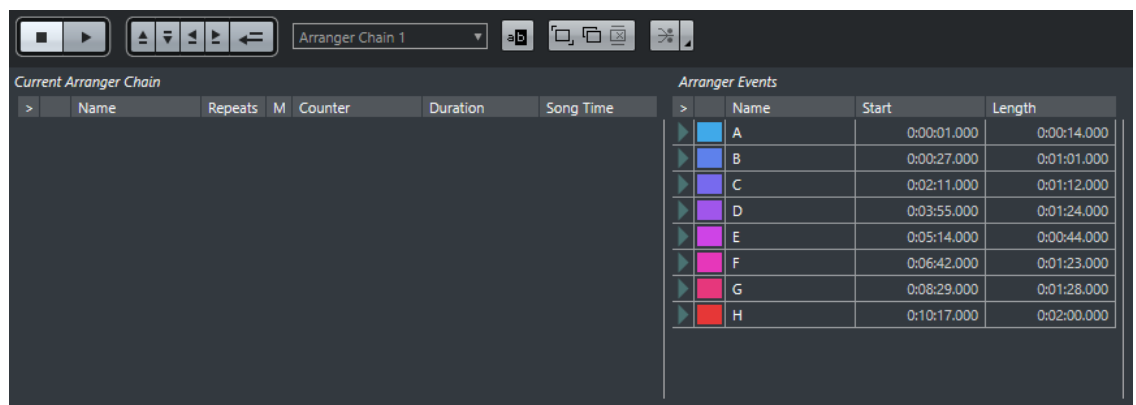 Arranger Chain 1 ab
Current Arranger Chain
> Name Repeats M Counter Duration Song Time
Arranger Events
> Name Start Length
A 0:00:01.000 0:00:14.000
B 0:00:27.000 0:01:01.000
C 0:02:11.000 0:01:12.000
D 0:03:55.000 0:01:24.000
E 0:05:14.000 0:00:44.000
F 0:06:42.000 0:01:23.000
G 0:08:29.000 0:01:28.000
H 0:10:17.000 0:02:00.000